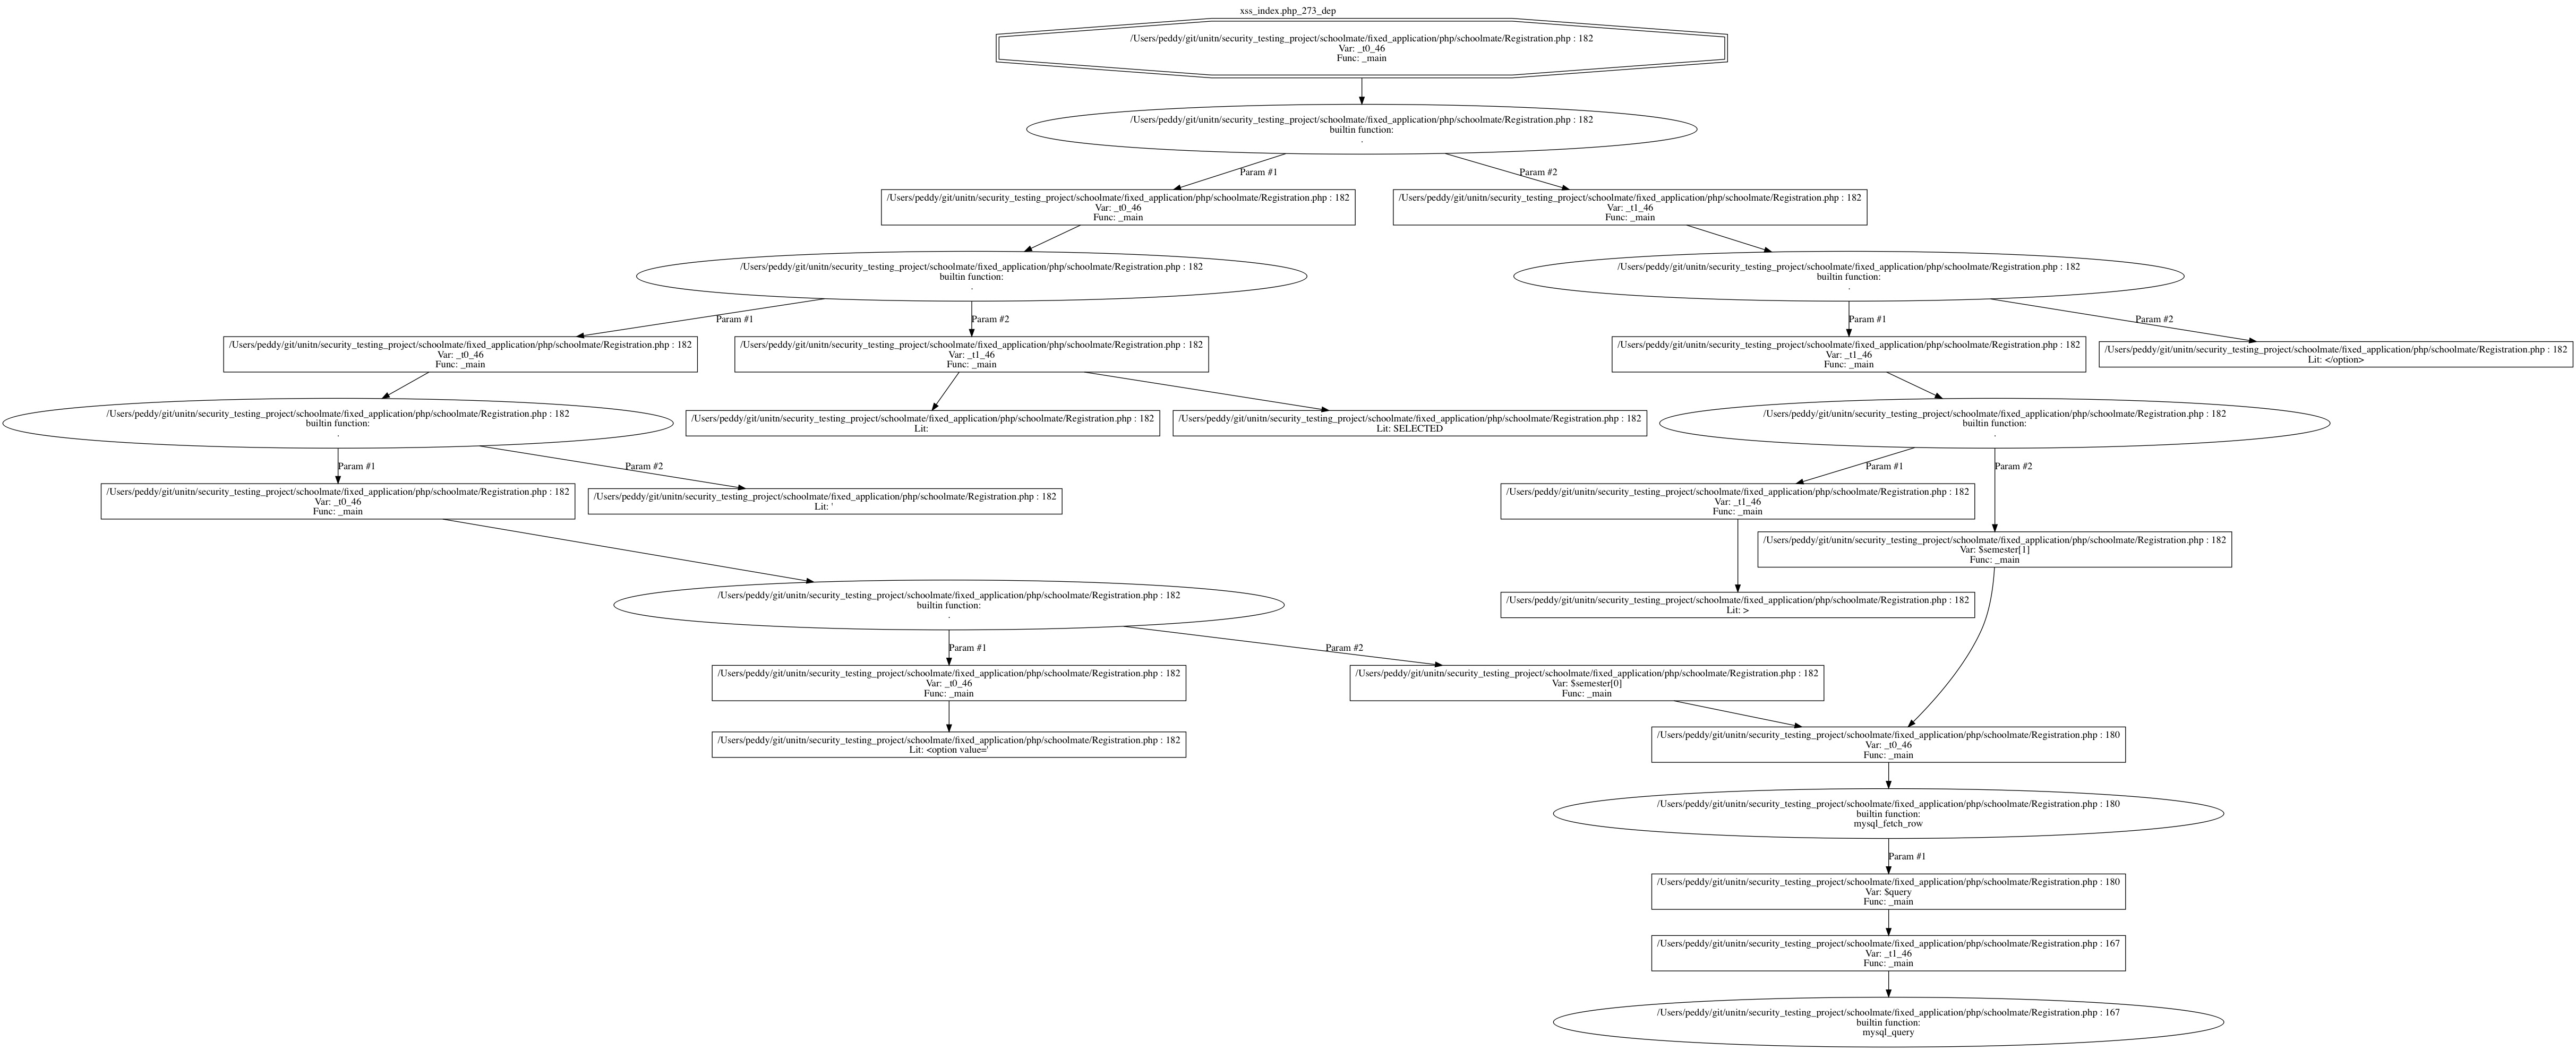 xss_index.php_273_dep
/Users/peddy/git/unitn/security_testing_project/schoolmate/fixed_application/php/schoolmate/Registration.php : 182
Var: _t0_46
Func: _main
/Users/peddy/git/unitn/security_testing_project/schoolmate/fixed_application/php/schoolmate/Registration.php : 182
builtin function:
.
Param #1
Param #2
/Users/peddy/git/unitn/security_testing_project/schoolmate/fixed_application/php/schoolmate/Registration.php : 182
Var: _t0_46
Func: _main
/Users/peddy/git/unitn/security_testing_project/schoolmate/fixed_application/php/schoolmate/Registration.php : 182
Var: _t1_46
Func: _main
/Users/peddy/git/unitn/security_testing_project/schoolmate/fixed_application/php/schoolmate/Registration.php : 182
builtin function:
.
/Users/peddy/git/unitn/security_testing_project/schoolmate/fixed_application/php/schoolmate/Registration.php : 182
builtin function:
.
Param #1
Param #2
Param #1
Param #2
/Users/peddy/git/unitn/security_testing_project/schoolmate/fixed_application/php/schoolmate/Registration.php : 182
Var: _t0_46
Func: _main
/Users/peddy/git/unitn/security_testing_project/schoolmate/fixed_application/php/schoolmate/Registration.php : 182
Var: _t1_46
Func: _main
/Users/peddy/git/unitn/security_testing_project/schoolmate/fixed_application/php/schoolmate/Registration.php : 182
Var: _t1_46
Func: _main
/Users/peddy/git/unitn/security_testing_project/schoolmate/fixed_application/php/schoolmate/Registration.php : 182
Lit: </option>
/Users/peddy/git/unitn/security_testing_project/schoolmate/fixed_application/php/schoolmate/Registration.php : 182
builtin function:
.
/Users/peddy/git/unitn/security_testing_project/schoolmate/fixed_application/php/schoolmate/Registration.php : 182
Lit:
/Users/peddy/git/unitn/security_testing_project/schoolmate/fixed_application/php/schoolmate/Registration.php : 182
Lit: SELECTED
/Users/peddy/git/unitn/security_testing_project/schoolmate/fixed_application/php/schoolmate/Registration.php : 182
builtin function:
.
Param #1
Param #2
Param #1
Param #2
/Users/peddy/git/unitn/security_testing_project/schoolmate/fixed_application/php/schoolmate/Registration.php : 182
Var: _t0_46
Func: _main
/Users/peddy/git/unitn/security_testing_project/schoolmate/fixed_application/php/schoolmate/Registration.php : 182
Lit: '
/Users/peddy/git/unitn/security_testing_project/schoolmate/fixed_application/php/schoolmate/Registration.php : 182
Var: _t1_46
Func: _main
/Users/peddy/git/unitn/security_testing_project/schoolmate/fixed_application/php/schoolmate/Registration.php : 182
Var: $semester[1]
Func: _main
/Users/peddy/git/unitn/security_testing_project/schoolmate/fixed_application/php/schoolmate/Registration.php : 182
builtin function:
.
/Users/peddy/git/unitn/security_testing_project/schoolmate/fixed_application/php/schoolmate/Registration.php : 182
Lit: >
Param #1
Param #2
/Users/peddy/git/unitn/security_testing_project/schoolmate/fixed_application/php/schoolmate/Registration.php : 182
Var: _t0_46
Func: _main
/Users/peddy/git/unitn/security_testing_project/schoolmate/fixed_application/php/schoolmate/Registration.php : 182
Var: $semester[0]
Func: _main
/Users/peddy/git/unitn/security_testing_project/schoolmate/fixed_application/php/schoolmate/Registration.php : 182
Lit: <option value='
/Users/peddy/git/unitn/security_testing_project/schoolmate/fixed_application/php/schoolmate/Registration.php : 180
Var: _t0_46
Func: _main
/Users/peddy/git/unitn/security_testing_project/schoolmate/fixed_application/php/schoolmate/Registration.php : 180
builtin function:
mysql_fetch_row
Param #1
/Users/peddy/git/unitn/security_testing_project/schoolmate/fixed_application/php/schoolmate/Registration.php : 180
Var: $query
Func: _main
/Users/peddy/git/unitn/security_testing_project/schoolmate/fixed_application/php/schoolmate/Registration.php : 167
Var: _t1_46
Func: _main
/Users/peddy/git/unitn/security_testing_project/schoolmate/fixed_application/php/schoolmate/Registration.php : 167
builtin function:
mysql_query